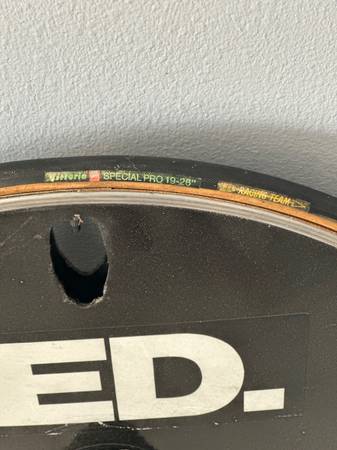 Vittoria SPECIAL PRO 19-28"
RACING TEAM
ED.